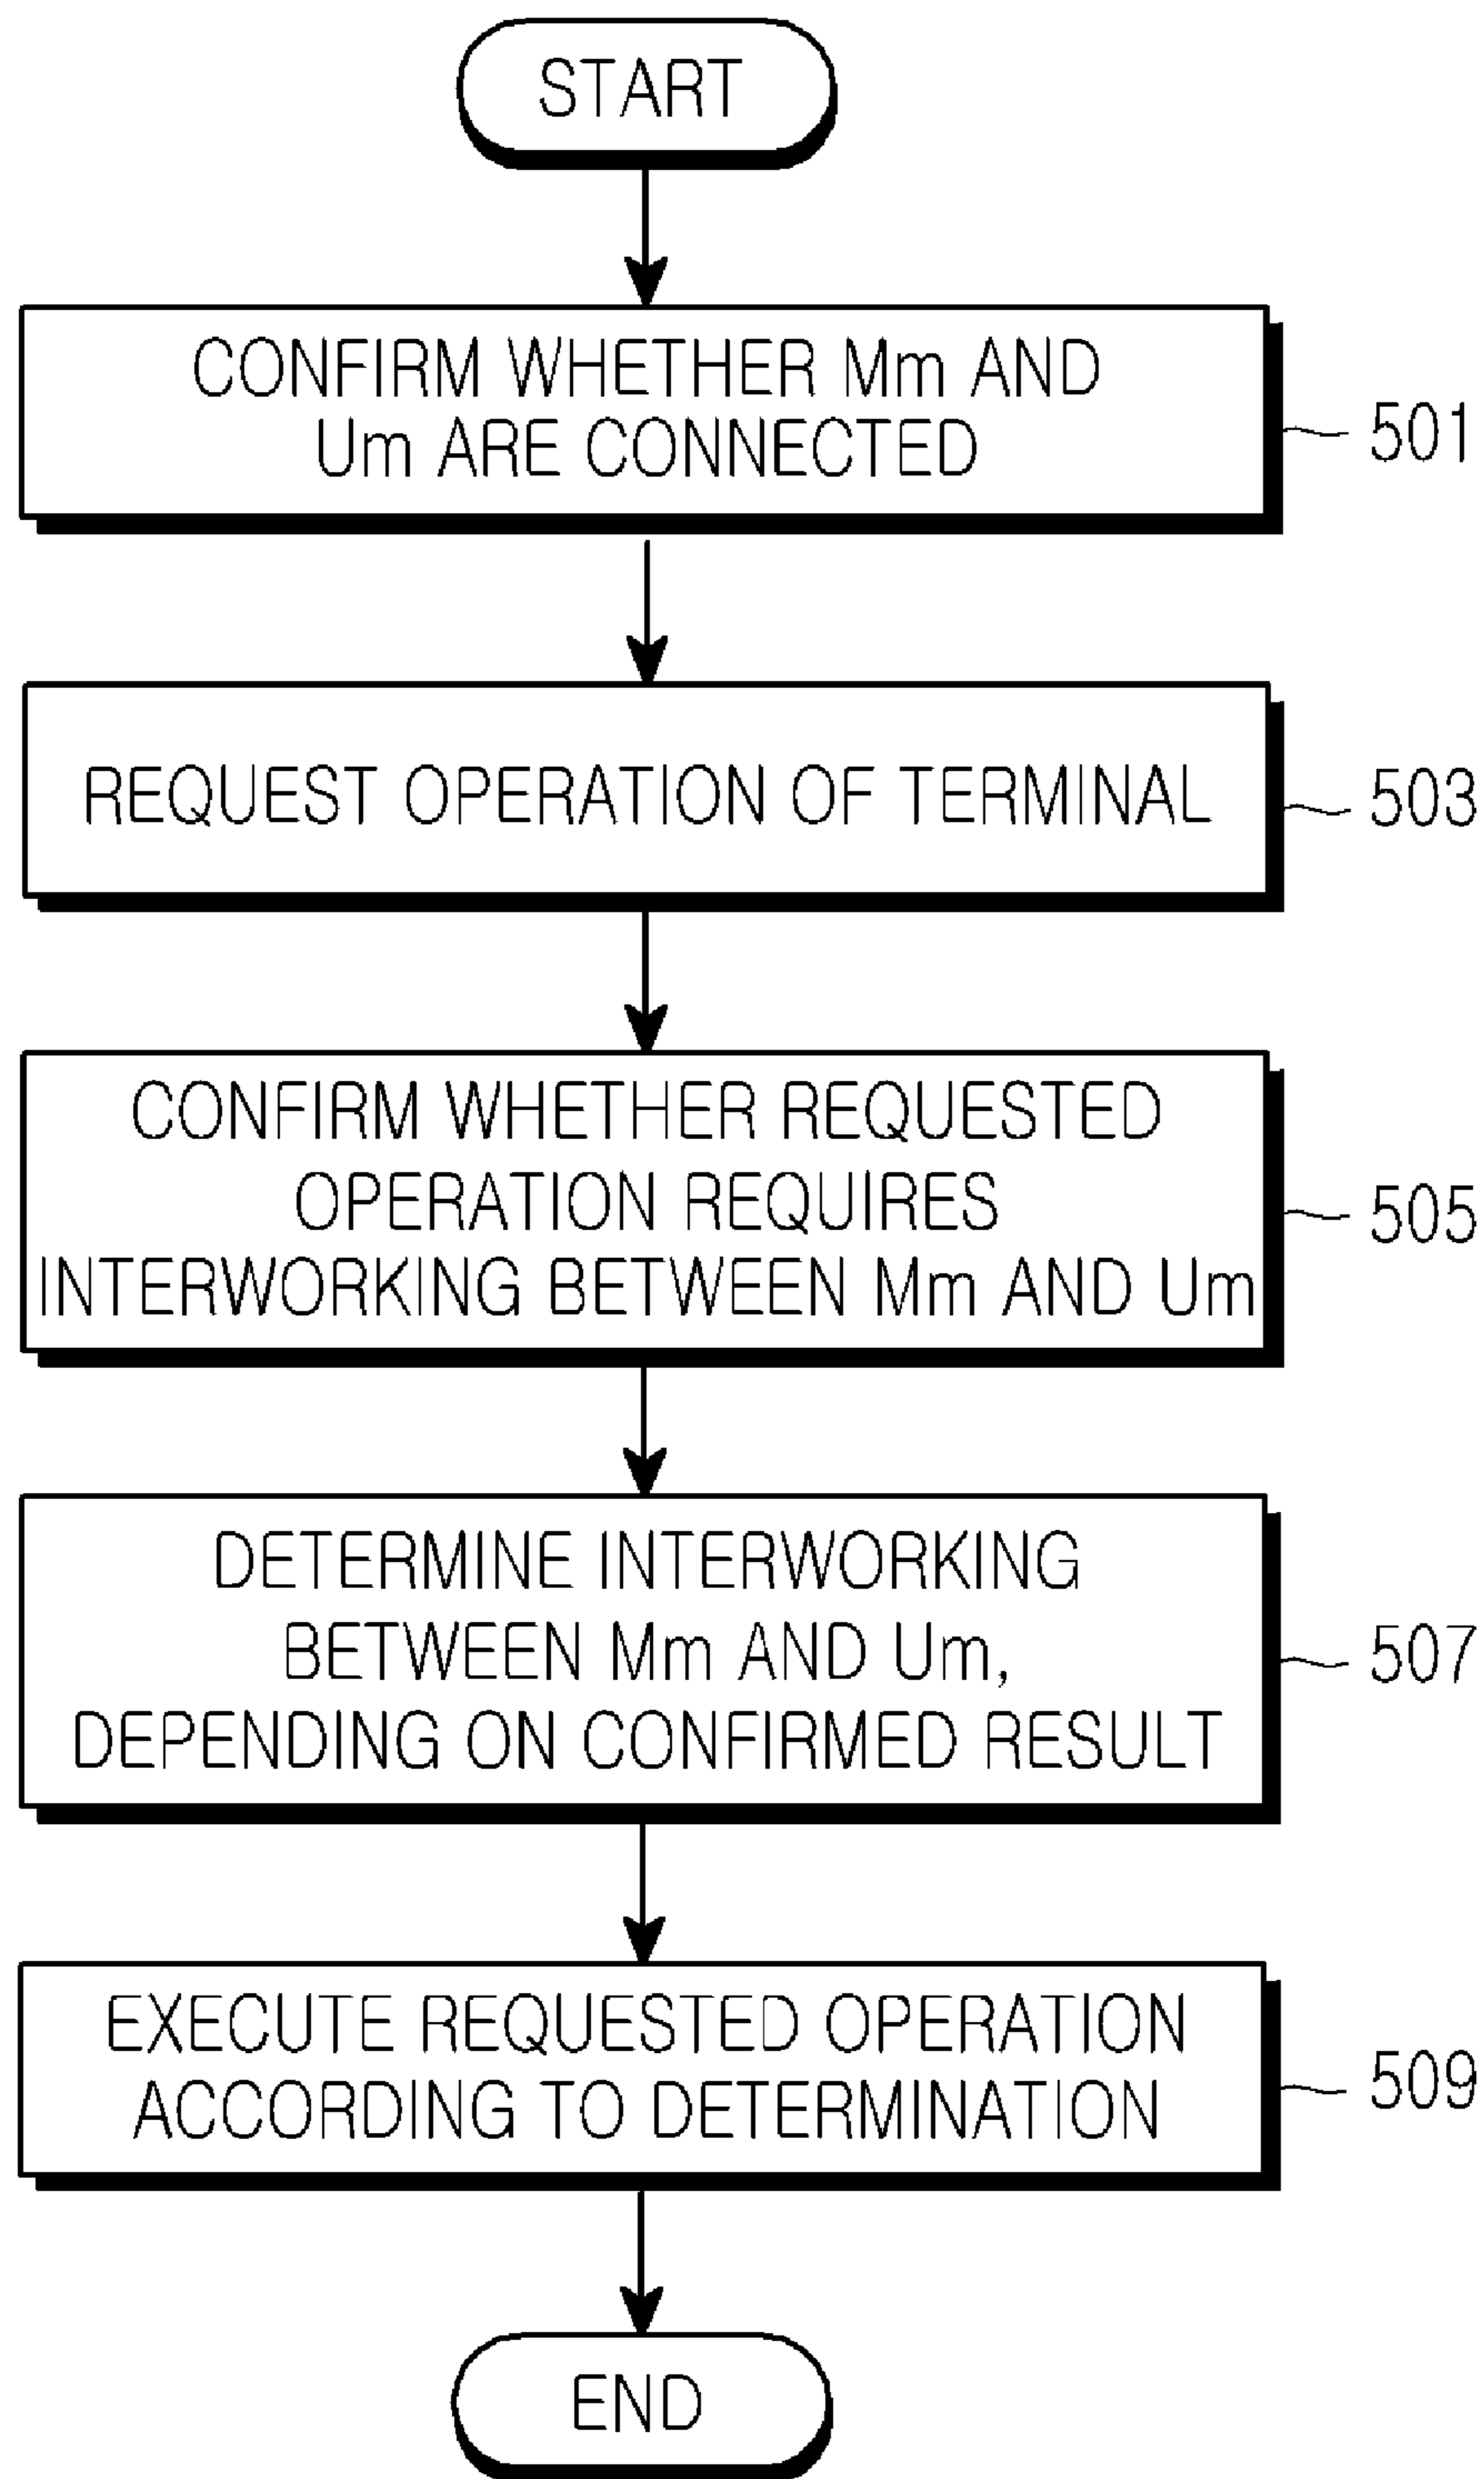 START
CONFIRM WHETHER Mm AND
Um ARE CONNECTED
501
REQUEST OPERATION OF TERMINAL
503
CONFIRM WHETHER REQUESTED
OPERATION REQUIRES
INTERWORKING BETWEEN Mm AND Um
505
DETERMINE INTERWORKING
BETWEEN Mm AND Um,
DEPENDING ON CONFIRMED RESULT
507
EXECUTE REQUESTED OPERATION
ACCORDING TO DETERMINATION
509
END